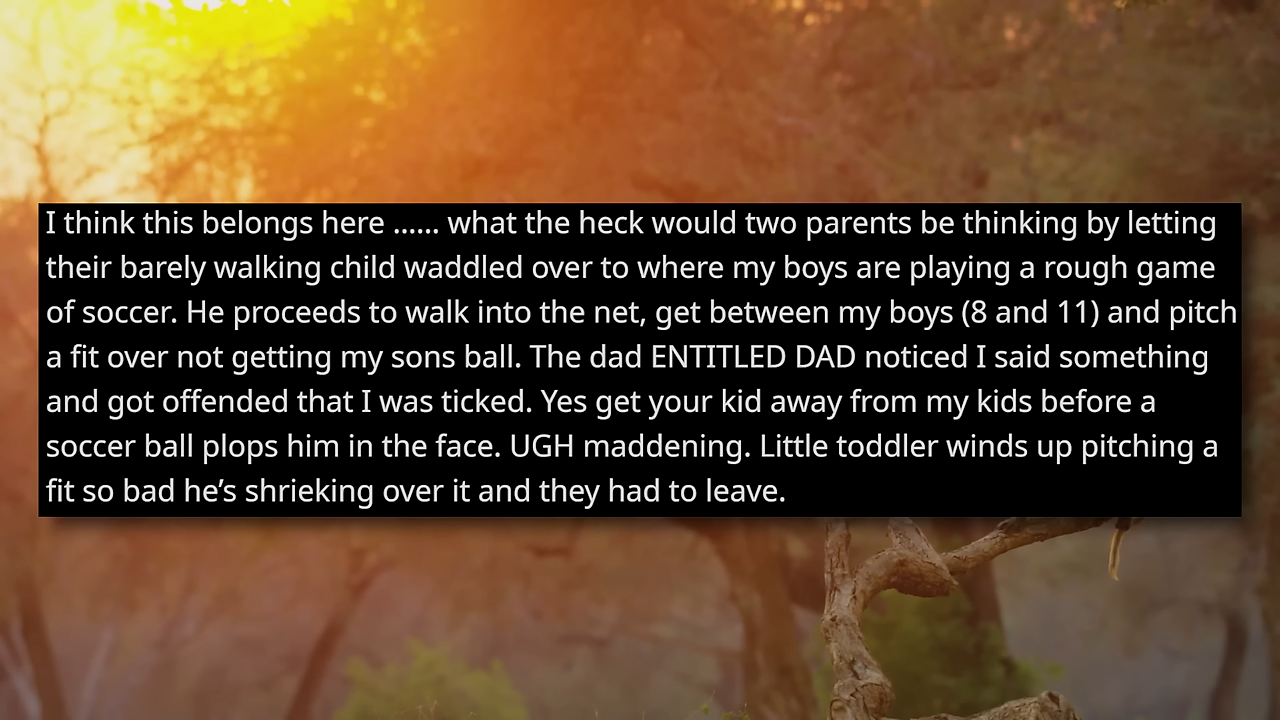 I think this belongs here ...... what the heck would two parents be thinking by letting
their barely walking child waddled over to where my boys are playing a rough game
of soccer. He proceeds to walk into the net, get between my boys (8 and 11) and pitch
a fit over not getting my sons ball. The dad ENTITLED DAD noticed I said something
and got offended that I was ticked. Yes get your kid away from my kids before a
soccer ball plops him in the face. UGH maddening. Little toddler winds up pitching a
fit so bad he’s shrieking over it and they had to leave.